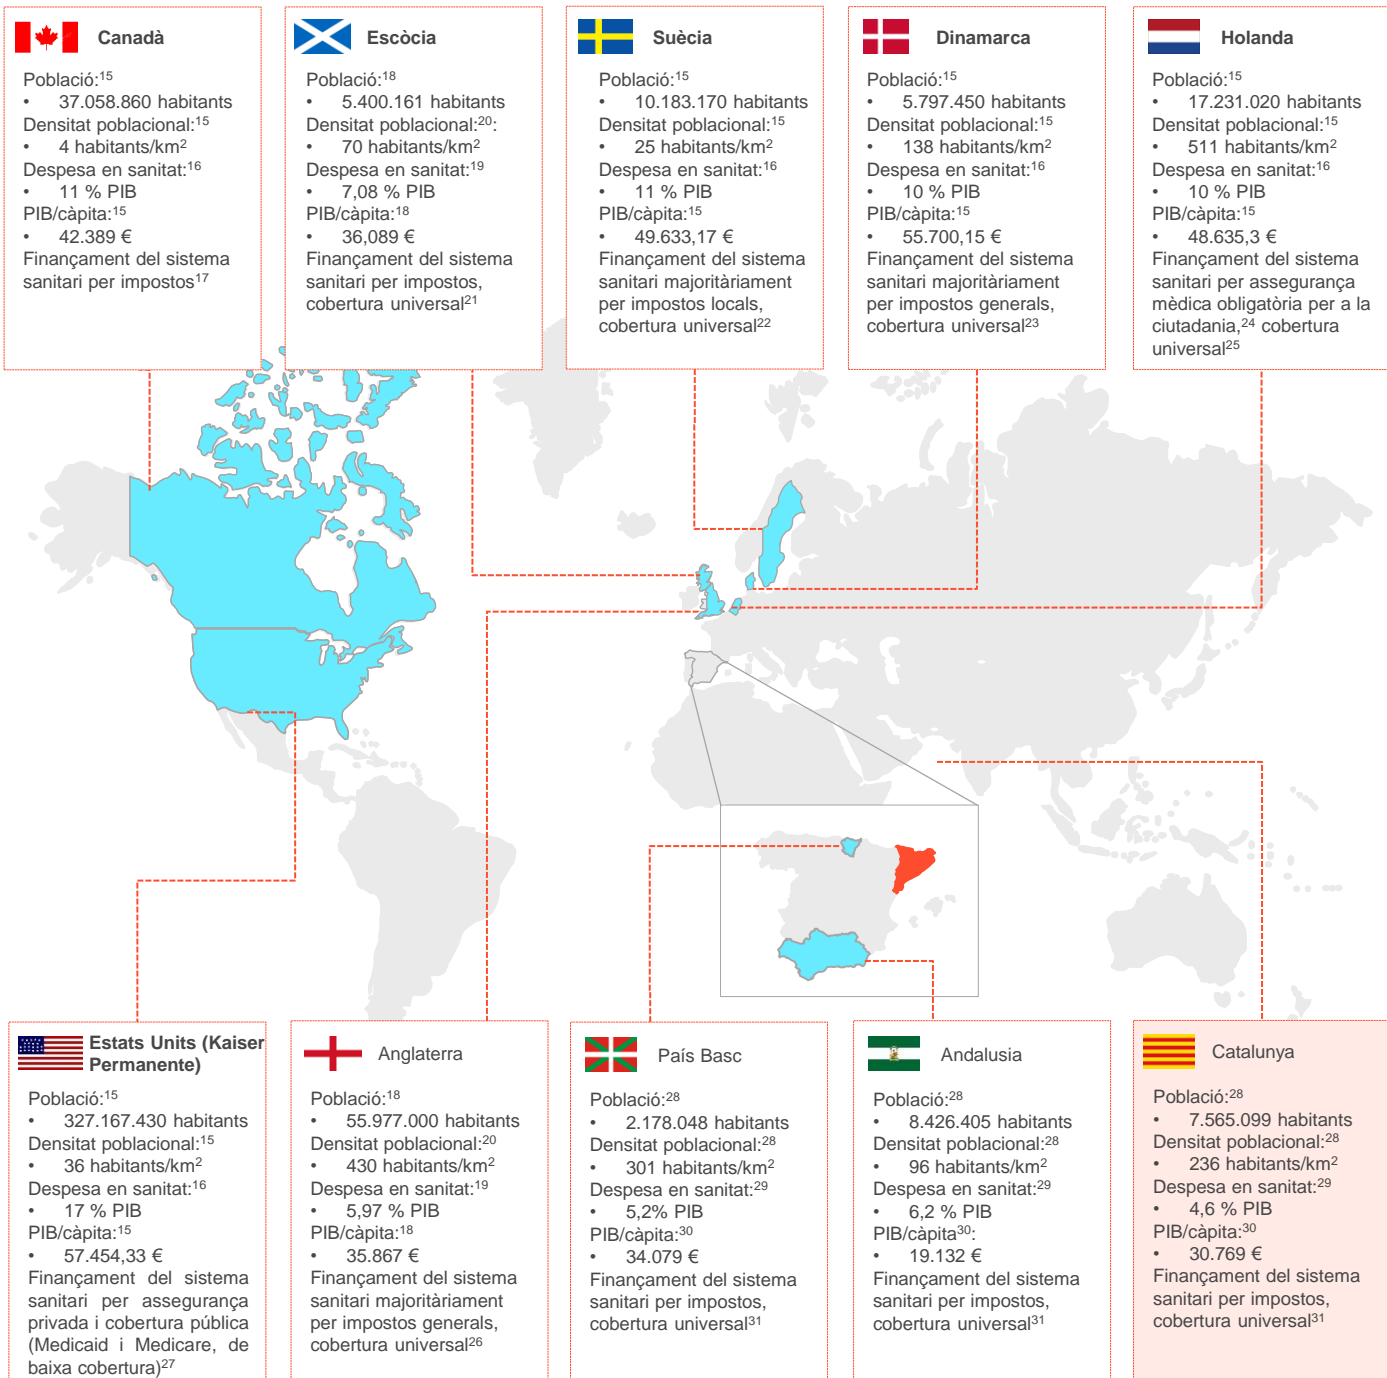 Canadà
Població:15
• 37.058.860 habitants
Densitat poblacional:15
• 4 habitants/km2
Despesa en sanitat:16
• 11 % PIB
PIB/càpita:15
• 42.389 €
Finançament del sistema
sanitari per impostos17
Escòcia
Població:18
• 5.400.161 habitants
Densitat poblacional:20:
• 70 habitants/km2
Despesa en sanitat:19
• 7,08 % PIB
PIB/càpita:18
• 36,089 €
Finançament del sistema
sanitari per impostos,
cobertura universal21
Suècia
Població:15
• 10.183.170 habitants
Densitat poblacional:15
• 25 habitants/km2
Despesa en sanitat:16
• 11 % PIB
PIB/càpita:15
• 49.633,17 €
Finançament del sistema
sanitari majoritàriament
per impostos locals,
cobertura universal22
Dinamarca
Població:15
• 5.797.450 habitants
Densitat poblacional:15
• 138 habitants/km2
Despesa en sanitat:16
• 10 % PIB
PIB/càpita:15
• 55.700,15 €
Finançament del sistema
sanitari majoritàriament
per impostos generals,
cobertura universal23
Holanda
Població:15
• 17.231.020 habitants
Densitat poblacional:15
• 511 habitants/km2
Despesa en sanitat:16
• 10 % PIB
PIB/càpita:15
• 48.635,3 €
Finançament del sistema
sanitari per assegurança
mèdica obligatòria per a la
ciutadania,24 cobertura
universal25
Estats Units (Kaiser
Permanente)
Població:15
• 327.167.430 habitants
Densitat poblacional:15
• 36 habitants/km2
Despesa en sanitat:16
• 17 % PIB
PIB/càpita:15
• 57.454,33 €
Finançament del sistema
sanitari per assegurança
privada i cobertura pública
(Medicaid i Medicare, de
baixa cobertura)27
Anglaterra
Població:18
• 55.977.000 habitants
Densitat poblacional:20
• 430 habitants/km2
Despesa en sanitat:19
• 5,97 % PIB
PIB/càpita:18
• 35.867 €
Finançament del sistema
sanitari majoritàriament
per impostos generals,
cobertura universal26
País Basc
Població:28
• 2.178.048 habitants
Densitat poblacional:28
• 301 habitants/km2
Despesa en sanitat:29
• 5,2% PIB
PIB/càpita:30
• 34.079 €
Finançament del sistema
sanitari per impostos,
cobertura universal31
Andalusia
Població:28
• 8.426.405 habitants
Densitat poblacional:28
• 96 habitants/km2
Despesa en sanitat:29
• 6,2 % PIB
PIB/càpita30:
• 19.132 €
Finançament del sistema
sanitari per impostos,
cobertura universal31
Catalunya
Població:28
• 7.565.099 habitants
Densitat poblacional:28
• 236 habitants/km2
Despesa en sanitat:29
• 4,6 % PIB
PIB/càpita:30
• 30.769 €
Finançament del sistema
sanitari per impostos,
cobertura universal31